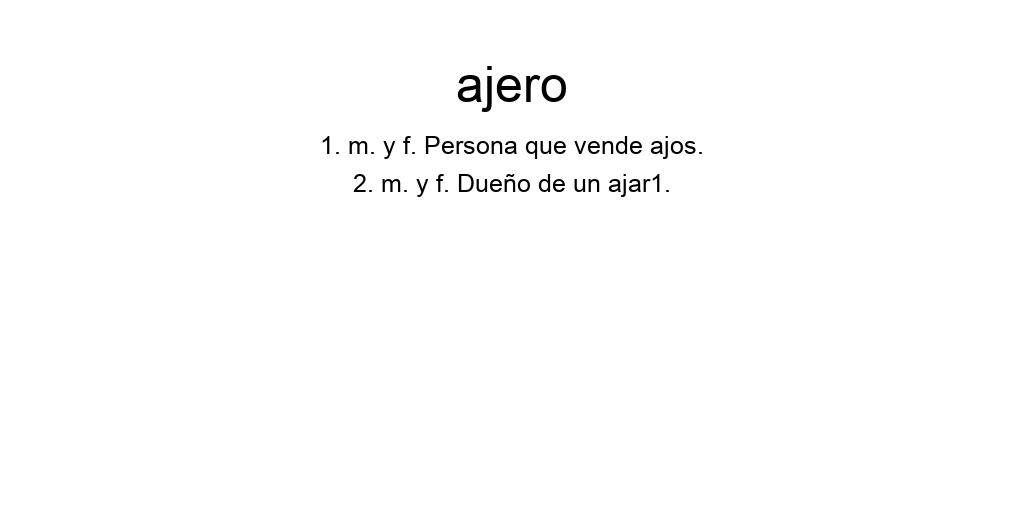 ajero
1. m. y f. Persona que vende ajos.
2. m. y f. Dueño de un ajar1.